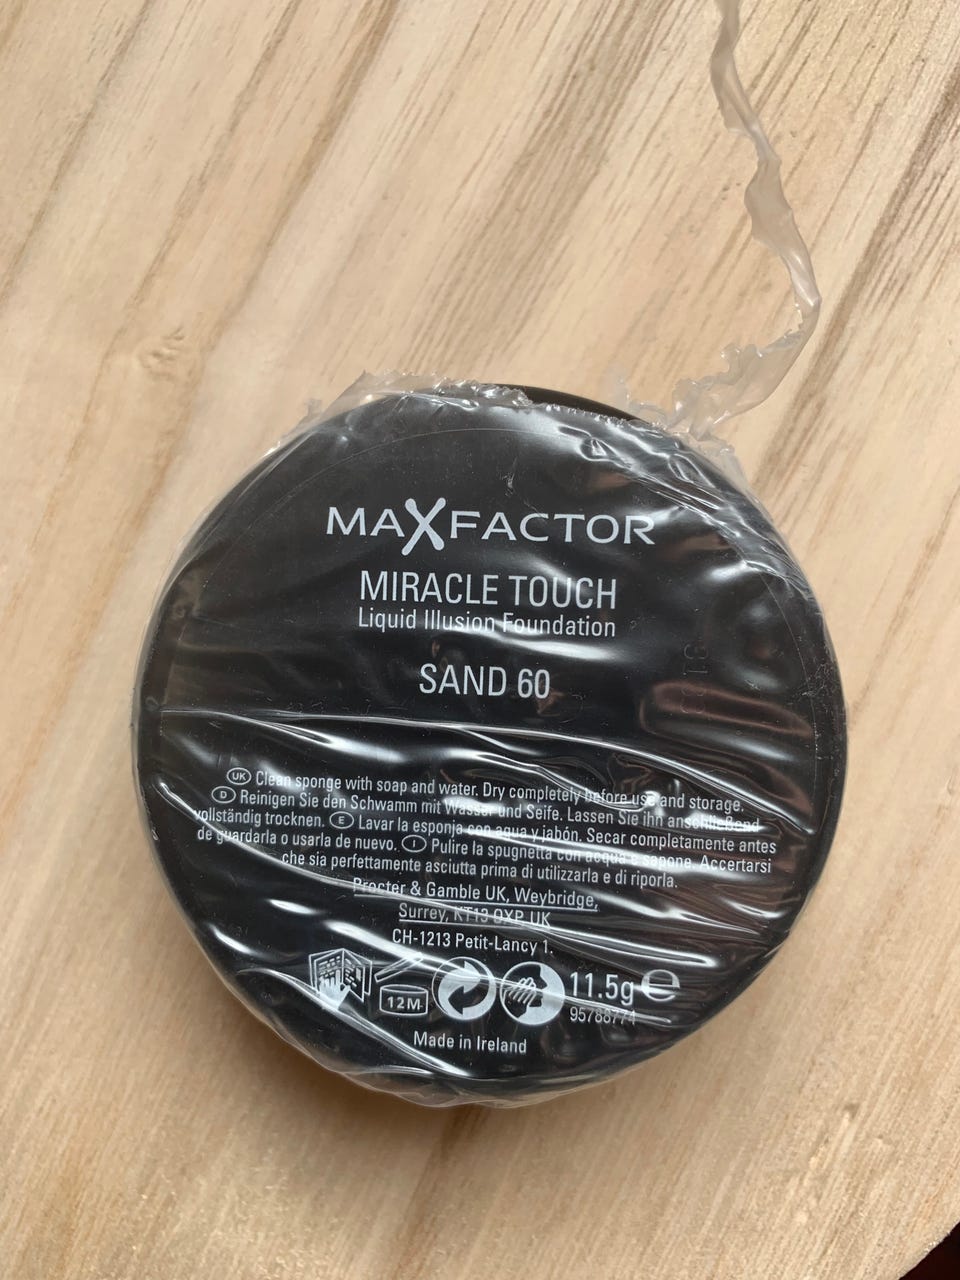 MAXFACTOR
MIRACLE TOUCH
Liquid Illusion Foundation
SAND 60
UK Clean sponge with soap and water. Dry completely before use and storage.
D Reinigen Sie den Schwamm mit Wasser und Seife. Lassen Sie ihn anschließend
vollständig trocknen. E Lavar la esponja con agua y jabón. Secar completamente antes
de guardarla o usarla de nuevo. I Pulire la spugnetta con acqua e sapone. Accertarsi
che sia perfettamente asciutta prima di utilizzarla e di riporla.
Procter & Gamble UK, Weybridge,
Surrey, KT13 0XP, UK
CH-1213 Petit-Lancy 1.
12M 11.5g ℮
95788774
Made in Ireland